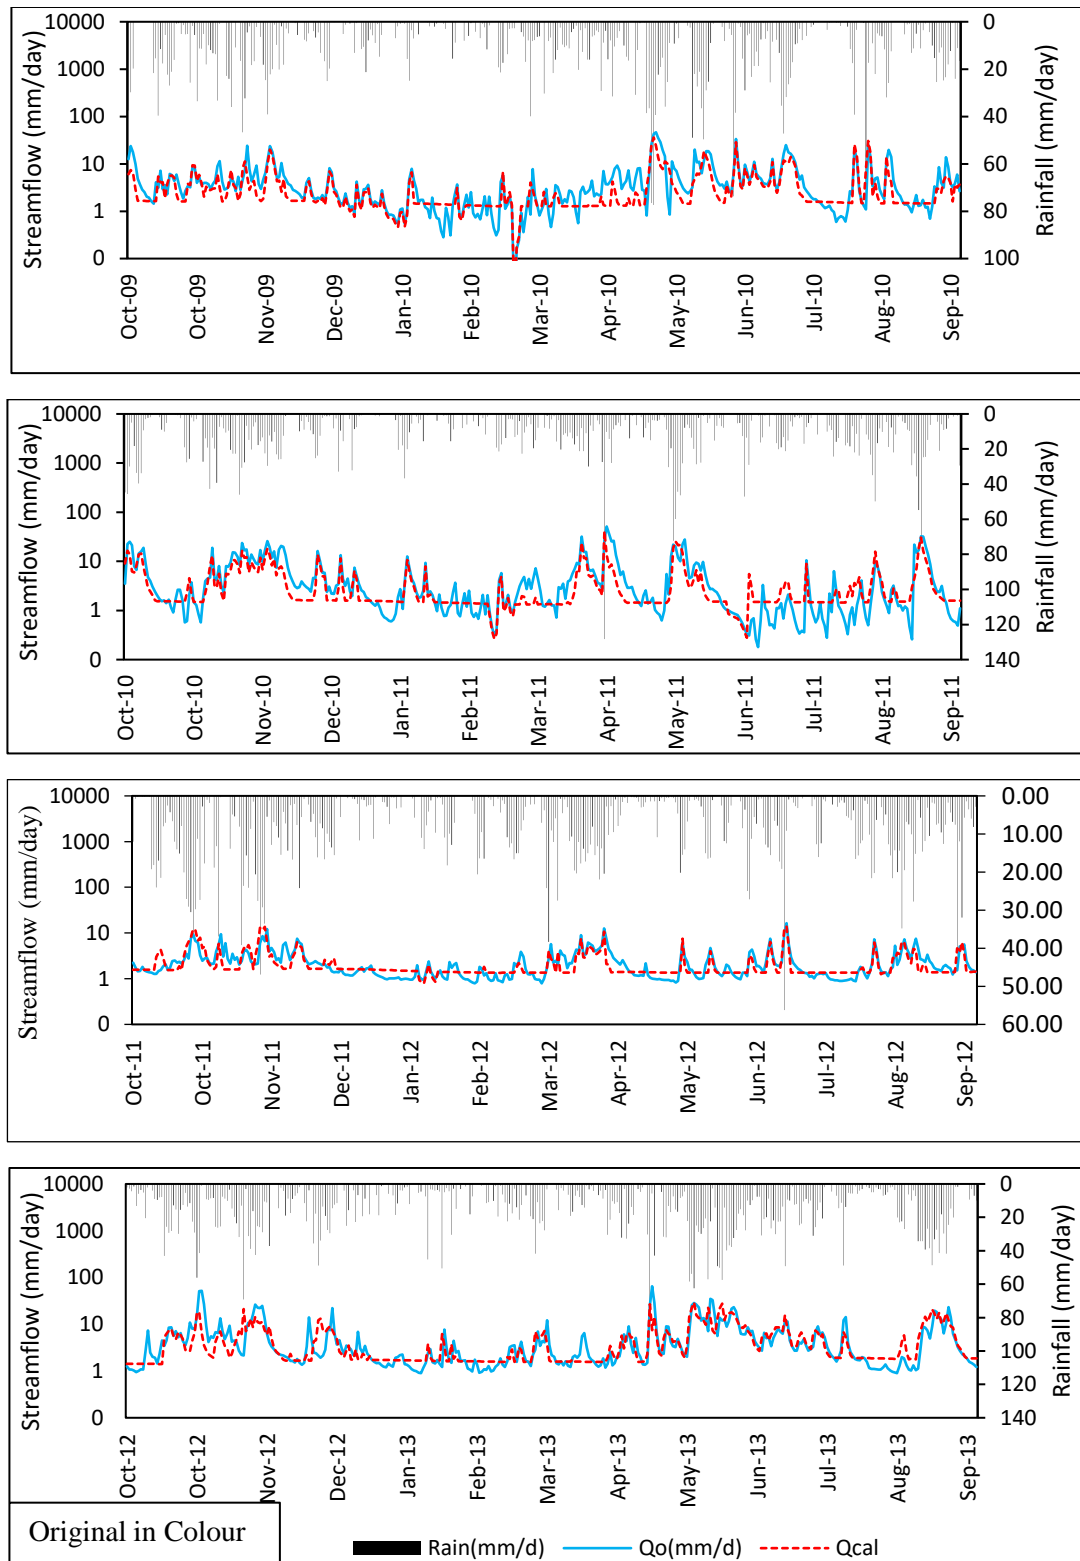 Streamflow (mm/day)
10000
1000
100
10
1
0
0
20
40
60
80
100
Rainfall (mm/day)
Oct-09
Oct-09
Nov-09
Dec-09
Jan-10
Feb-10
Mar-10
Apr-10
May-10
Jun-10
Jul-10
Aug-10
Sep-10
Streamflow (mm/day)
10000
1000
100
10
1
0
0
20
40
60
80
100
120
140
Rainfall (mm/day)
Oct-10
Oct-10
Nov-10
Dec-10
Jan-11
Feb-11
Mar-11
Apr-11
May-11
Jun-11
Jul-11
Aug-11
Sep-11
Streamflow (mm/day)
10000
1000
100
10
1
0
0.00
10.00
20.00
30.00
40.00
50.00
60.00
Oct-11
Oct-11
Nov-11
Dec-11
Jan-12
Feb-12
Mar-12
Apr-12
May-12
Jun-12
Jul-12
Aug-12
Sep-12
Streamflow (mm/day)
10000
1000
100
10
1
0
0
20
40
60
80
100
120
140
Rainfall (mm/day)
Oct-12
Oct-12
Nov-12
Dec-12
Jan-13
Feb-13
Mar-13
Apr-13
May-13
Jun-13
Jul-13
Aug-13
Sep-13
Original in Colour
Rain(mm/d) Qo(mm/d) Qcal